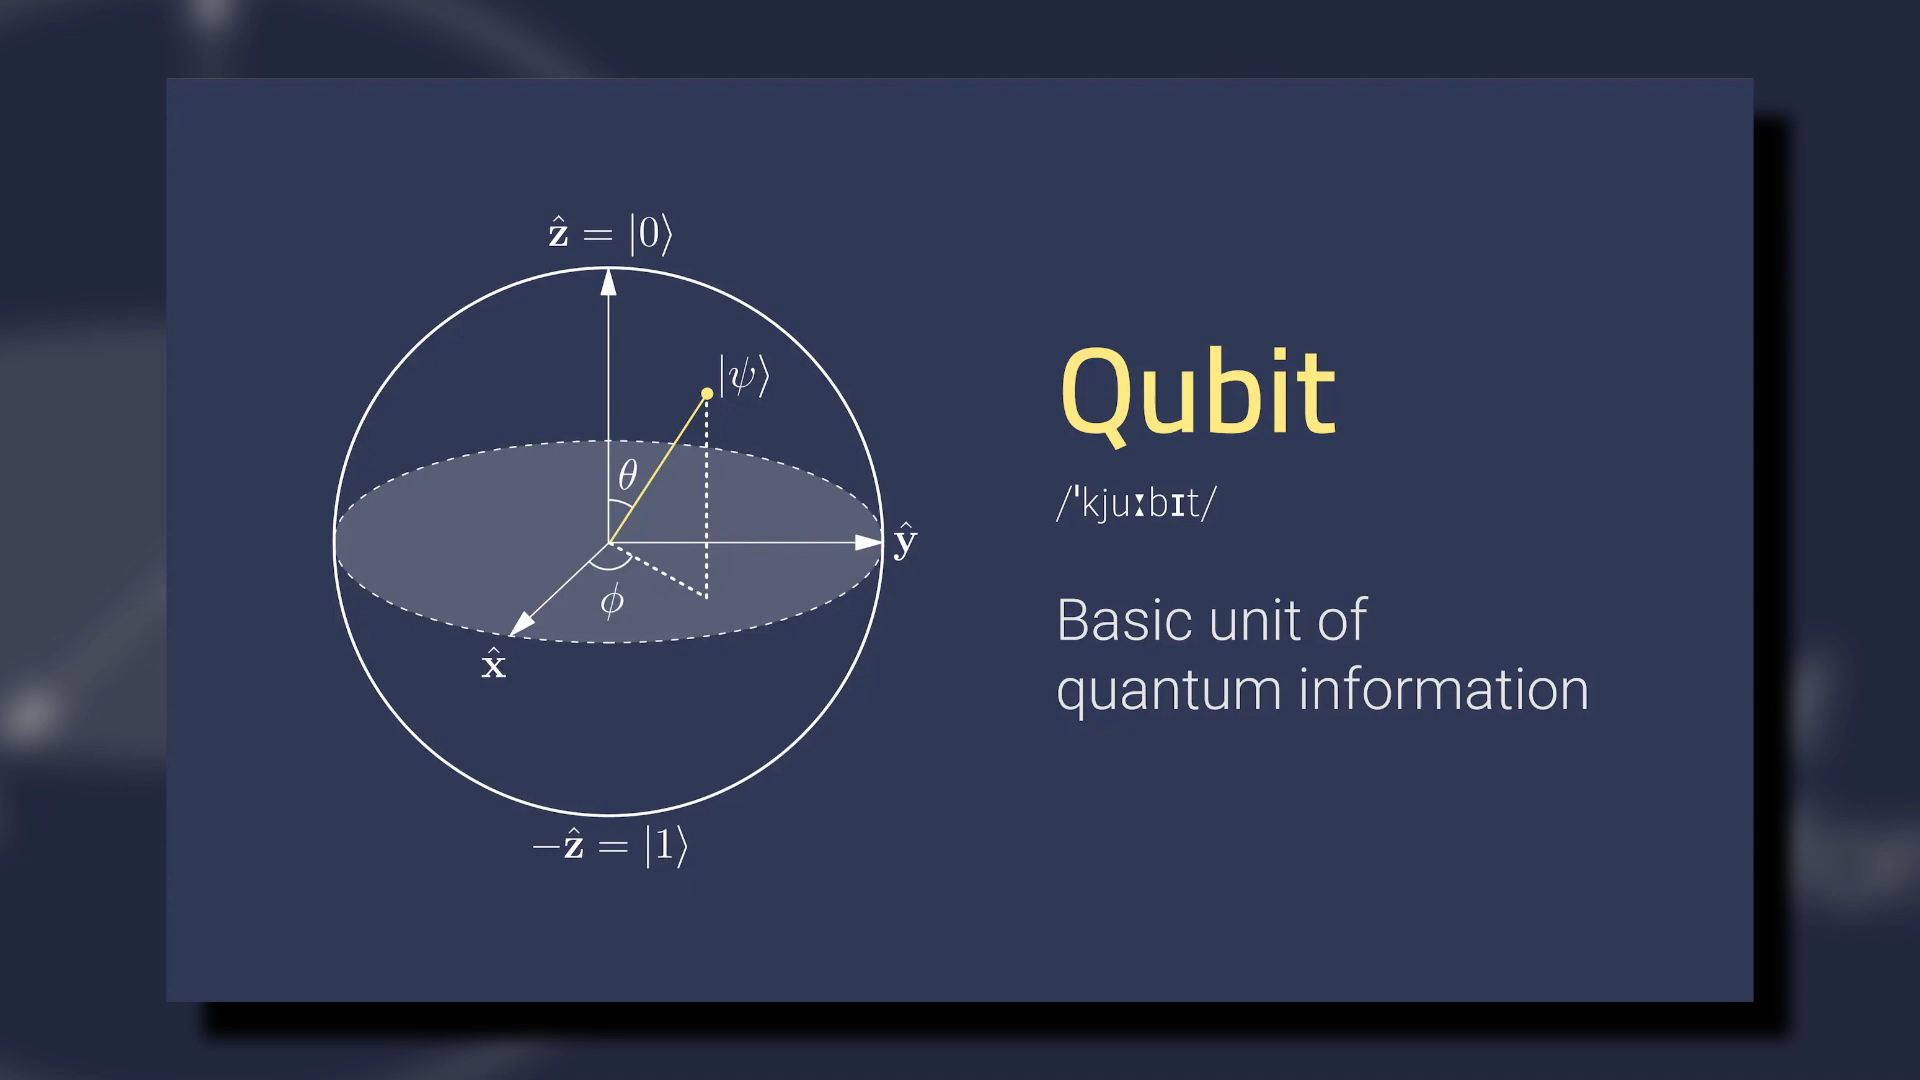 ẑ = |0⟩
|ψ⟩
θ
ŷ
ϕ
x̂
−ẑ = |1⟩
Qubit
/ˈkjuːbɪt/
Basic unit of
quantum information